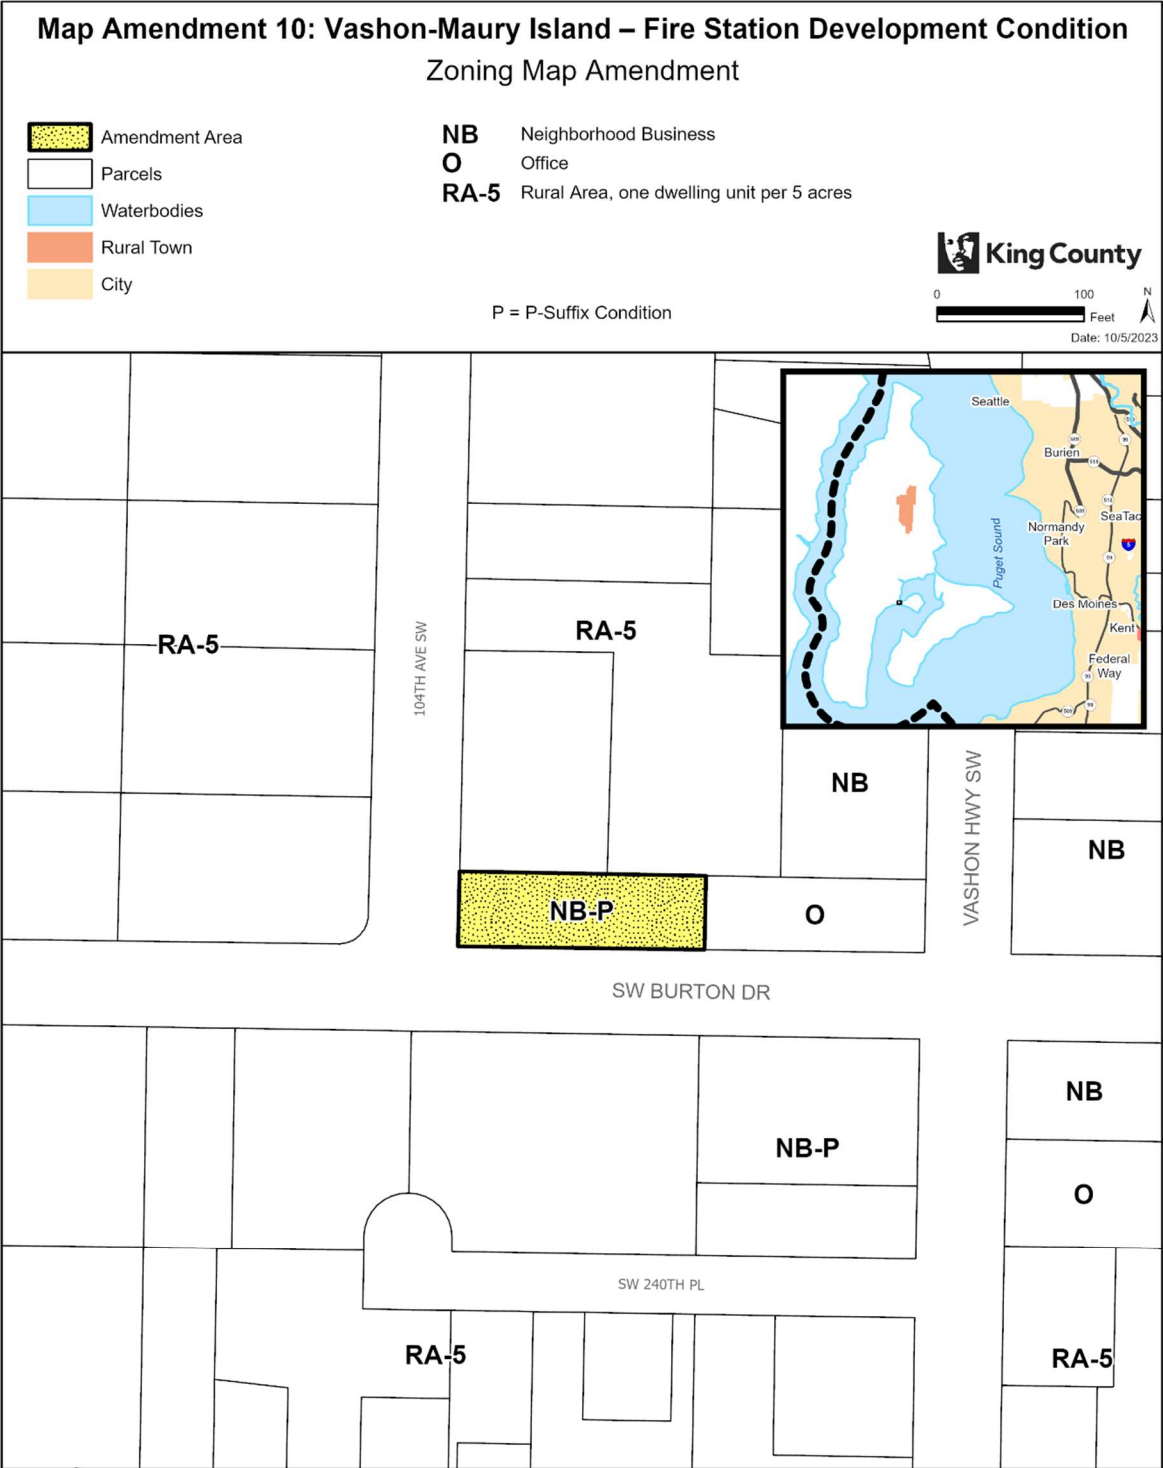 Map Amendment 10: Vashon-Maury Island – Fire Station Development Condition
Zoning Map Amendment
Amendment Area
Parcels
Waterbodies
Rural Town
City
NB Neighborhood Business
O Office
RA-5 Rural Area, one dwelling unit per 5 acres
P = P-Suffix Condition
King County
0 100
Feet
N
Date: 10/5/2023
Seattle
Burien
Normandy
Park
SeaTac
Puget Sound
Des Moines
Kent
Federal
Way
5
99
509
518
RA-5
104TH AVE SW
RA-5
NB
VASHON HWY SW
NB
NB-P
O
SW BURTON DR
NB
NB-P
O
SW 240TH PL
RA-5
RA-5